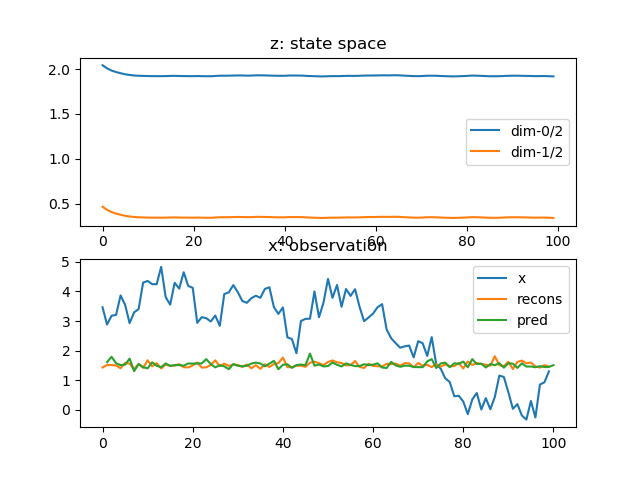 z: state space
2.0
1.5
1.0
0.5
dim-0/2
dim-1/2
0 20 40 60 80 100
x: observation
5
4
3
2
1
0
x
recons
pred
0 20 40 60 80 100